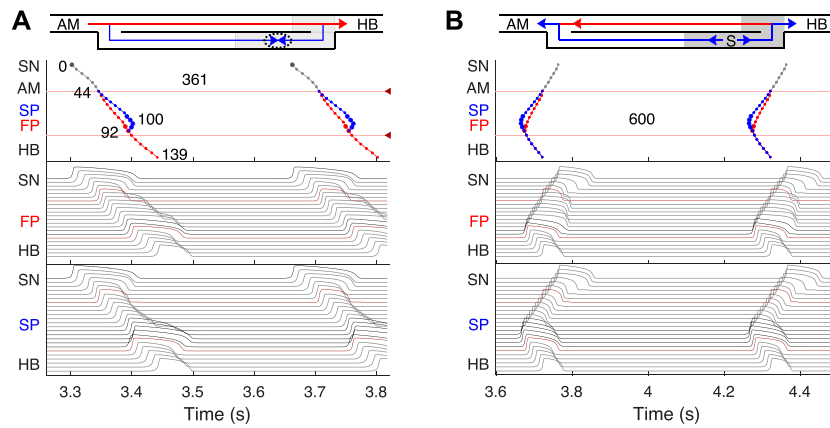 A
AM
HB
SN
0
361
AM
44
SP
100
FP
92
HB
139
SN
FP
HB
SN
SP
HB
3.3 3.4 3.5 3.6 3.7 3.8
Time (s)
B
AM
HB
S
SN
AM
SP
600
FP
HB
SN
FP
HB
SN
SP
HB
3.6 3.8 4 4.2 4.4
Time (s)